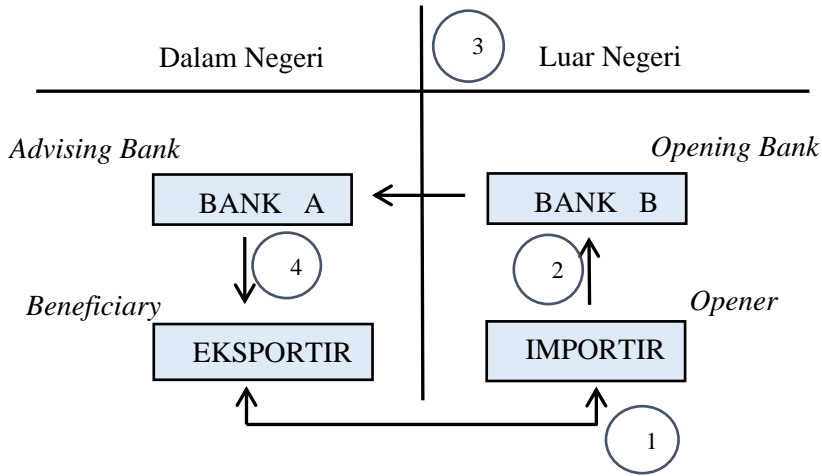 Dalam Negeri
3
Luar Negeri
Advising Bank
Opening Bank
BANK A
BANK B
4
2
Beneficiary
Opener
EKSPORTIR
IMPORTIR
1